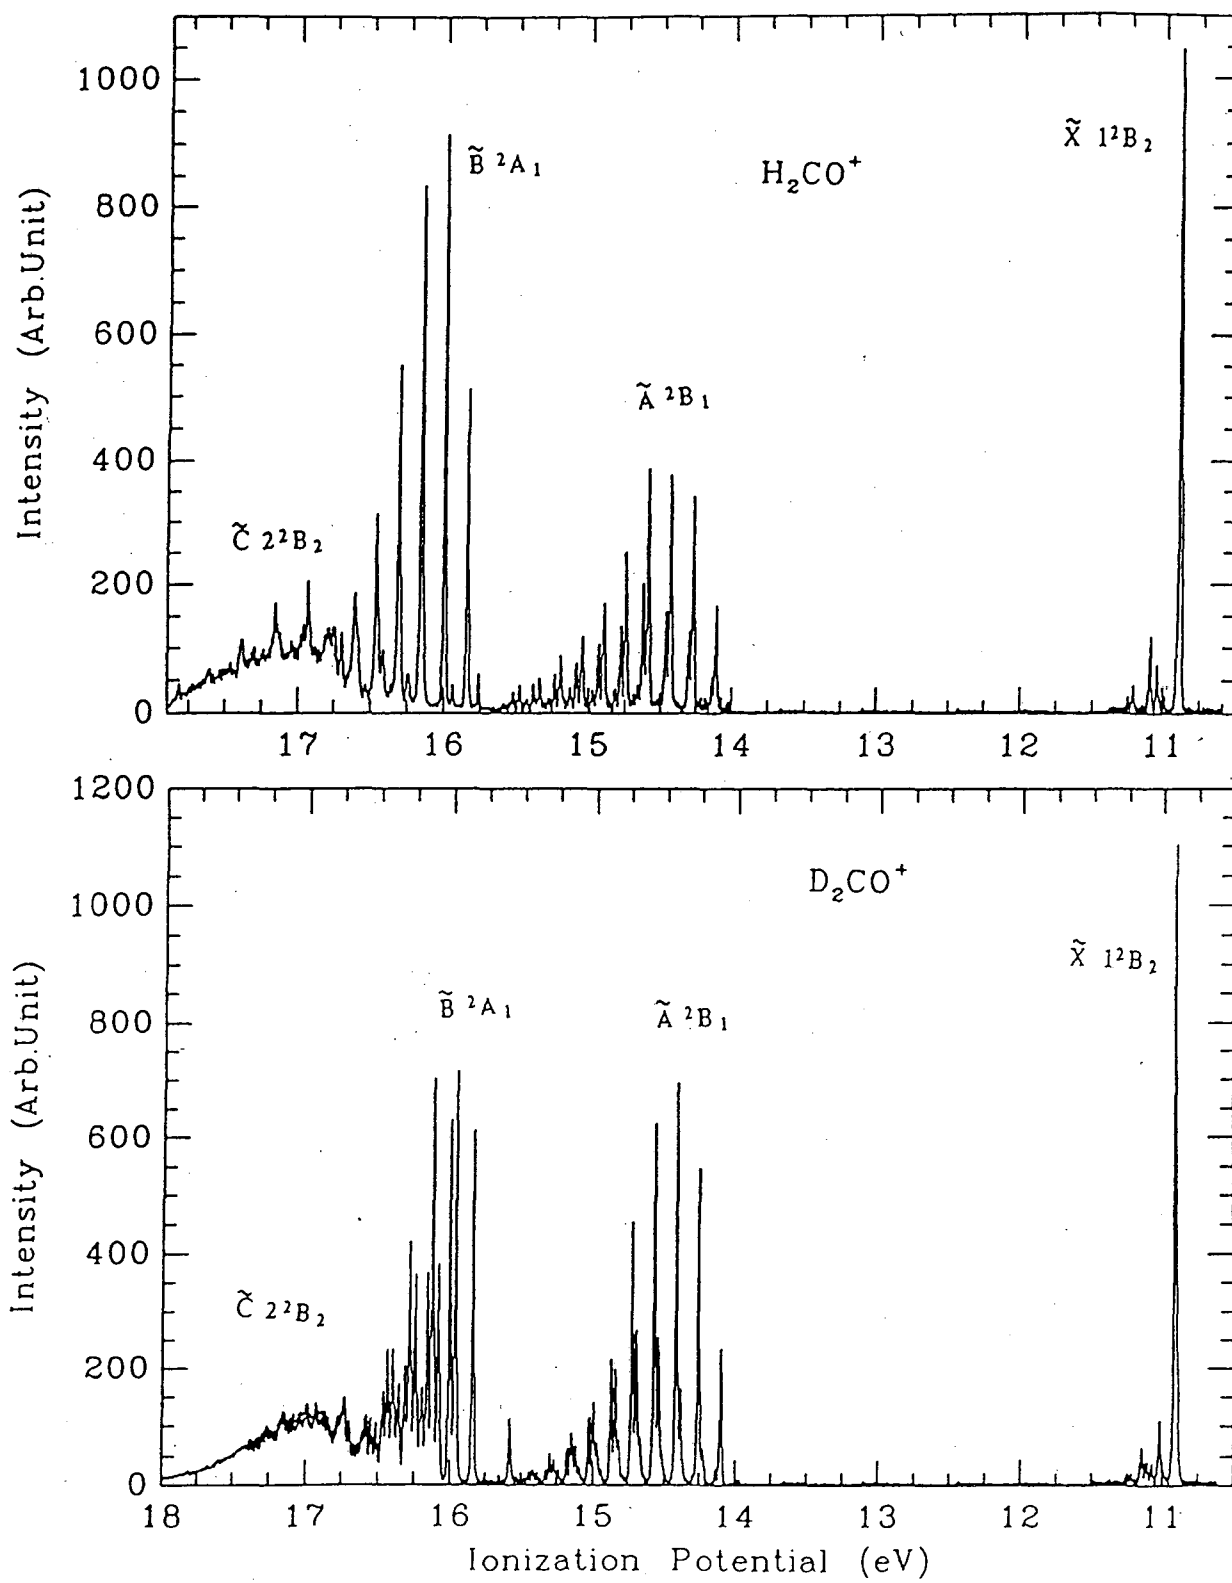 1000
800
600
400
200
0
Intensity (Arb.Unit)
B̃ ²A₁
H₂CO⁺
X̃ 1²B₂
Ã ²B₁
C̃ 2²B₂
17 16 15 14 13 12 11
1200
1000
800
600
400
200
0
Intensity (Arb.Unit)
D₂CO⁺
X̃ 1²B₂
B̃ ²A₁
Ã ²B₁
C̃ 2²B₂
18 17 16 15 14 13 12 11
Ionization Potential (eV)